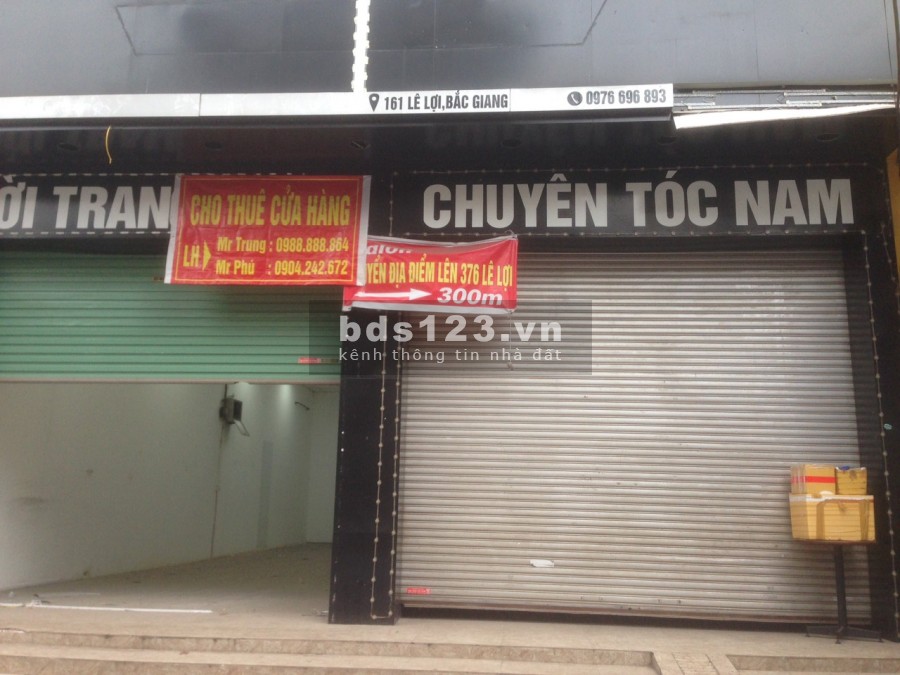 161 LÊ LỢI,BẮC GIANG
0976 696 893
ỜI TRAN
CHUYÊN TÓC NAM
CHO THUÊ CỬA HÀNG
LH
Mr Trung : 0988.888.864
Mr Phú : 0904.242.672
ĐỊA ĐIỂM LÊN 376 LÊ LỢI
300m
bds123.vn
kênh thông tin nhà đất